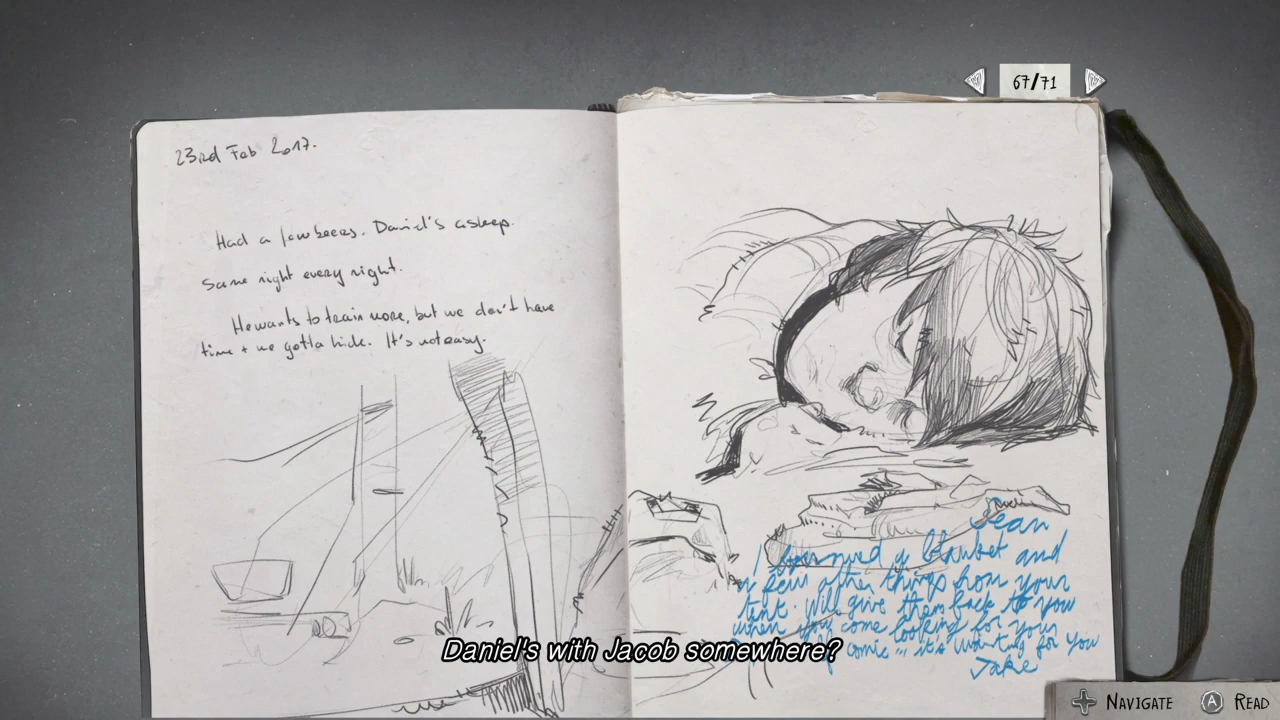 67/71
23rd Feb 2017.
Had a few beers. Daniel's asleep.
Same night every night.
He wants to train more, but we don't have
time + we gotta hide. It's not easy.
Sean
I borrowed a blanket and
a few other things from your
tent. Will give them back to you
when you come looking for your
come... it's waiting for you
Jake
Daniel's with Jacob somewhere?
NAVIGATE
A READ